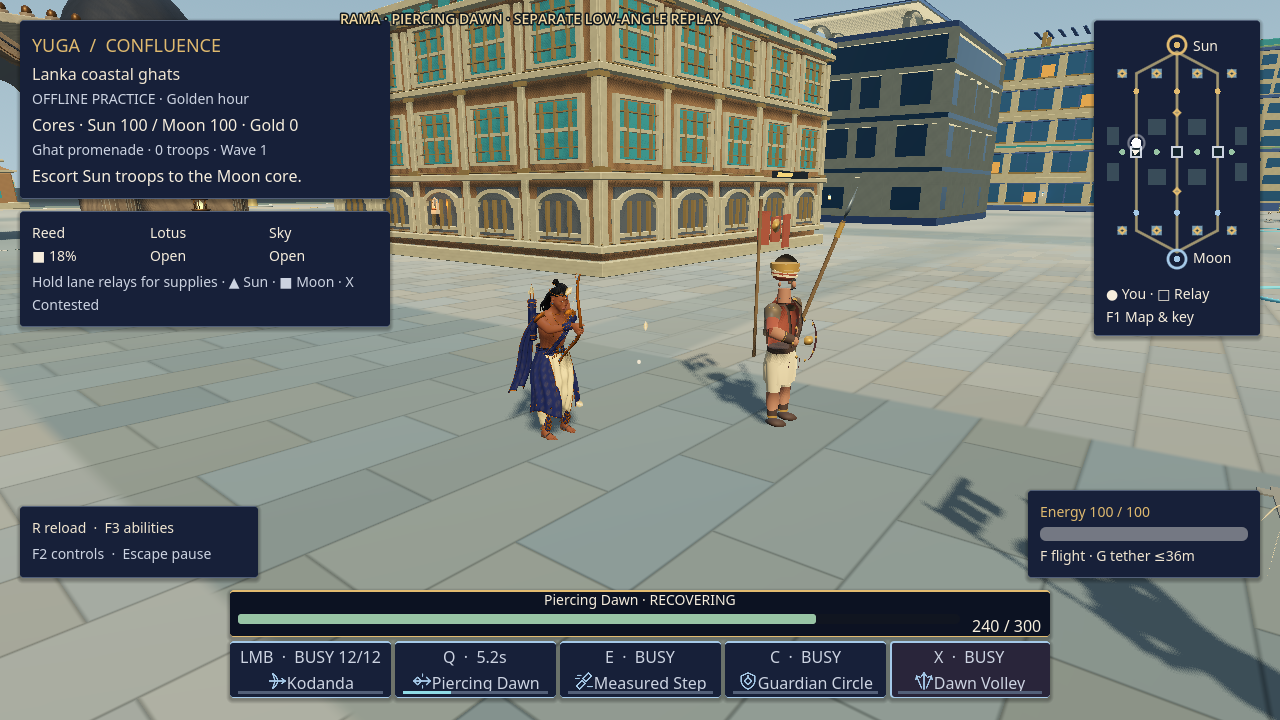 RAMA · PIERCING DAWN · SEPARATE LOW-ANGLE REPLAY
YUGA / CONFLUENCE
Lanka coastal ghats
OFFLINE PRACTICE · Golden hour
Cores · Sun 100 / Moon 100 · Gold 0
Ghat promenade · 0 troops · Wave 1
Escort Sun troops to the Moon core.
Reed Lotus Sky
■ 18% Open Open
Hold lane relays for supplies · ▲ Sun · ■ Moon · X
Contested
Sun
Moon
● You · □ Relay
F1 Map & key
R reload · F3 abilities
F2 controls · Escape pause
Energy 100 / 100
F flight · G tether ≤36m
Piercing Dawn · RECOVERING
240 / 300
LMB · BUSY 12/12
Kodanda
Q · 5.2s
Piercing Dawn
E · BUSY
Measured Step
C · BUSY
Guardian Circle
X · BUSY
Dawn Volley